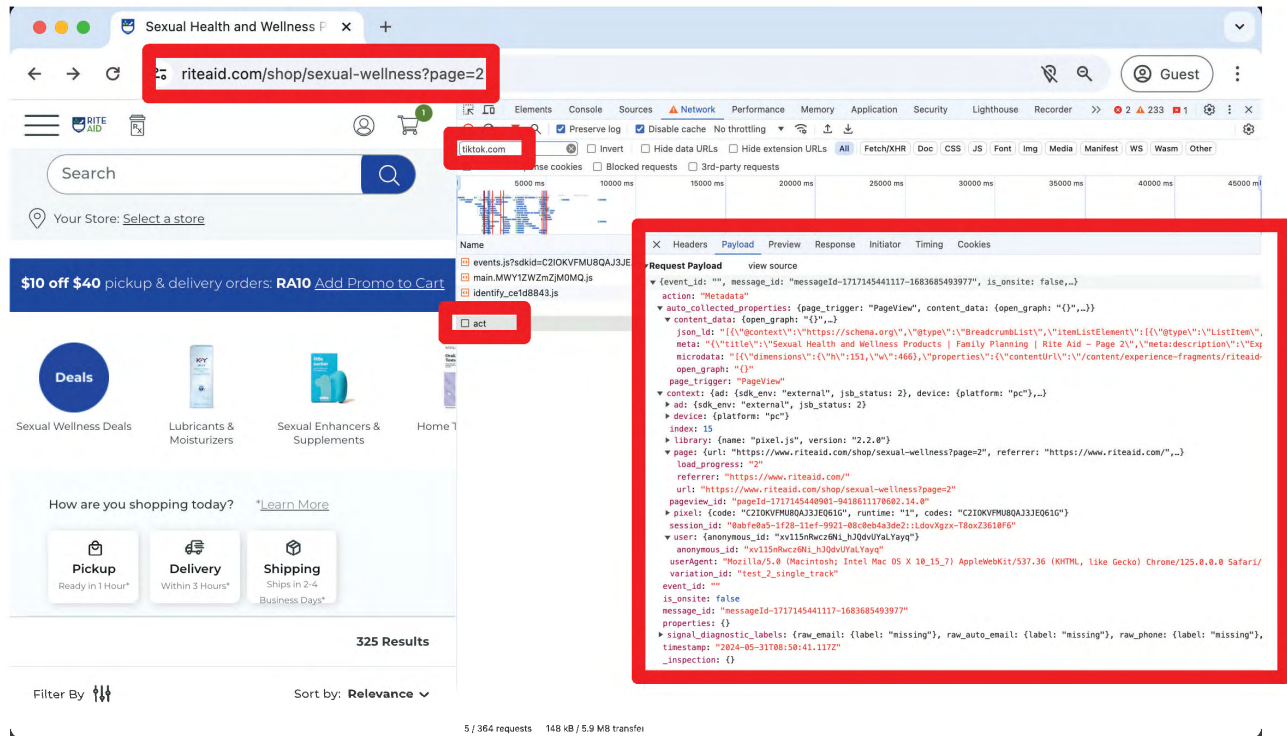 Sexual Health and Wellness P
riteaid.com/shop/sexual-wellness?page=2
Guest
RITE AID
Rx
1
Search
Your Store: Select a store
$10 off $40 pickup & delivery orders: RA10 Add Promo to Cart
Deals
Sexual Wellness Deals
Lubricants & Moisturizers
Sexual Enhancers & Supplements
Home T
How are you shopping today? *Learn More
Pickup
Ready in 1 Hour*
Delivery
Within 3 Hours*
Shipping
Ships in 2-4
Business Days*
325 Results
Filter By
Sort by: Relevance
Elements Console Sources Network Performance Memory Application Security Lighthouse Recorder >> 2 233 1
Preserve log Disable cache No throttling
tiktok.com Invert Hide data URLs Hide extension URLs All Fetch/XHR Doc CSS JS Font Img Media Manifest WS Wasm Other
cookies Blocked requests 3rd-party requests
5000 ms 10000 ms 15000 ms 20000 ms 25000 ms 30000 ms 35000 ms 40000 ms 45000 m
Name
events.js?sdkid=C2IOKVFMU8QAJ3JE
main.MWY1ZWZmZjM0MQ.js
identify_ce1d8843.js
act
Headers Payload Preview Response Initiator Timing Cookies
Request Payload view source
{event_id: "", message_id: "messageId-1717145441117-1683685493977", is_onsite: false,…}
action: "Metadata"
auto_collected_properties: {page_trigger: "PageView", content_data: {open_graph: "{}",…}}
content_data: {open_graph: "{}",…}
json_ld: "[{\"@context\":\"https://schema.org\",\"@type\":\"BreadcrumbList\",\"itemListElement\":[{\"@type\":\"ListItem\",
meta: "{\"title\":\"Sexual Health and Wellness Products | Family Planning | Rite Aid – Page 2\",\"meta:description\":\"Exp
microdata: "[{\"dimensions\":{\"h\":151,\"w\":466},\"properties\":{\"contentUrl\":\"/content/experience-fragments/riteaid-
open_graph: "{}"
page_trigger: "PageView"
context: {ad: {sdk_env: "external", jsb_status: 2}, device: {platform: "pc"},…}
ad: {sdk_env: "external", jsb_status: 2}
device: {platform: "pc"}
index: 15
library: {name: "pixel.js", version: "2.2.0"}
page: {url: "https://www.riteaid.com/shop/sexual-wellness?page=2", referrer: "https://www.riteaid.com/",…}
load_progress: "2"
referrer: "https://www.riteaid.com/"
url: "https://www.riteaid.com/shop/sexual-wellness?page=2"
pageview_id: "pageId-1717145440901-9418611170602.14.0"
pixel: {code: "C2IOKVFMU8QAJ3JEQ61G", runtime: "1", codes: "C2IOKVFMU8QAJ3JEQ61G"}
session_id: "0abfe0a5-1f28-11ef-9921-08c0eb4a3de2::LdovXgzx-T8oxZ3610F6"
user: {anonymous_id: "xv115nRwcz6Ni_hJQdvUYaLYayq"}
anonymous_id: "xv115nRwcz6Ni_hJQdvUYaLYayq"
userAgent: "Mozilla/5.0 (Macintosh; Intel Mac OS X 10_15_7) AppleWebKit/537.36 (KHTML, like Gecko) Chrome/125.0.0.0 Safari/
variation_id: "test_2_single_track"
event_id: ""
is_onsite: false
message_id: "messageId-1717145441117-1683685493977"
properties: {}
signal_diagnostic_labels: {raw_email: {label: "missing"}, raw_auto_email: {label: "missing"}, raw_phone: {label: "missing"},
timestamp: "2024-05-31T08:50:41.117Z"
_inspection: {}
5 / 364 requests 148 kB / 5.9 MB transfer